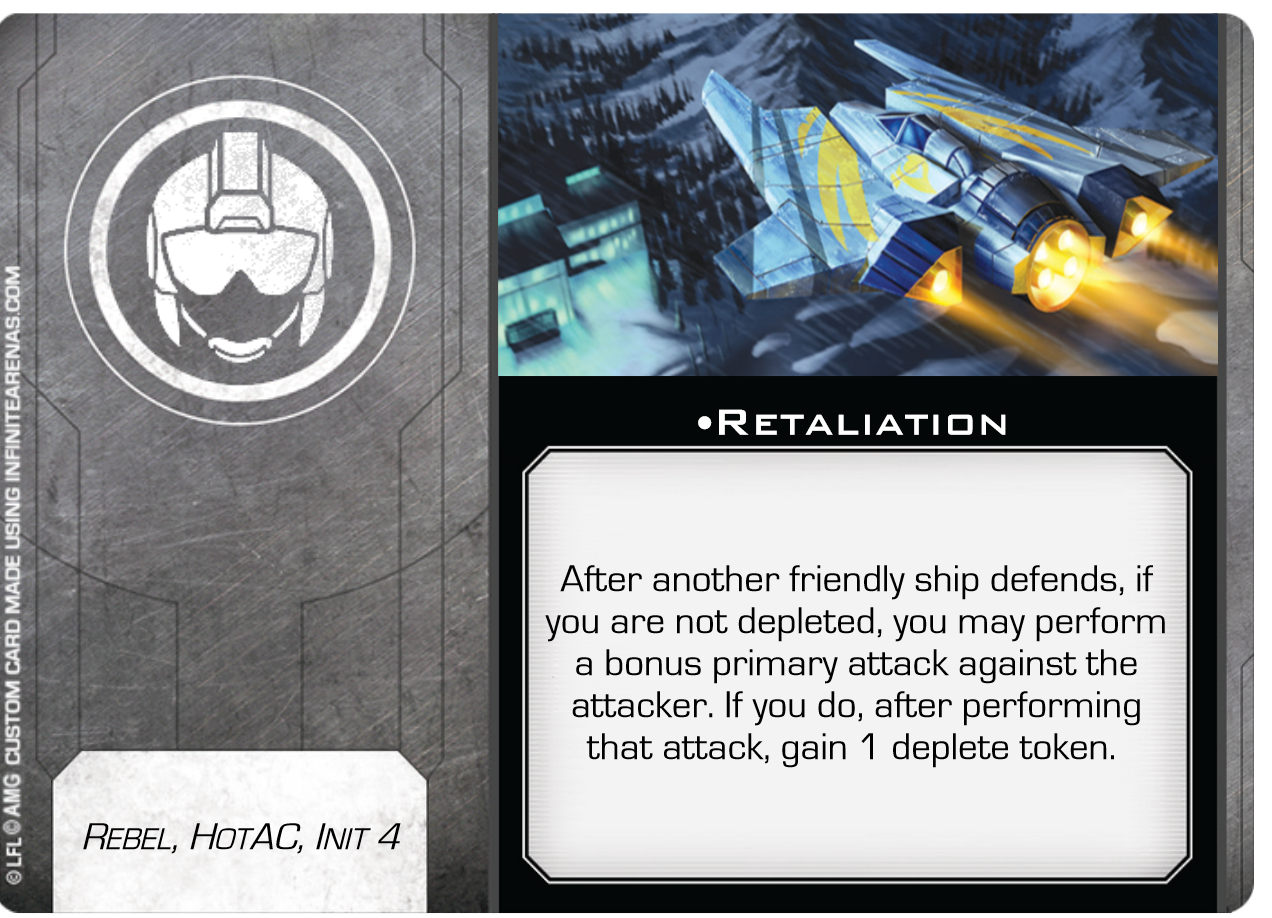 •Retaliation
After another friendly ship defends, if
you are not depleted, you may perform
a bonus primary attack against the
attacker. If you do, after performing
that attack, gain 1 deplete token.
Rebel, HotAC, Init 4
©LFL ©AMG CUSTOM CARD MADE USING INFINITEARENAS.COM